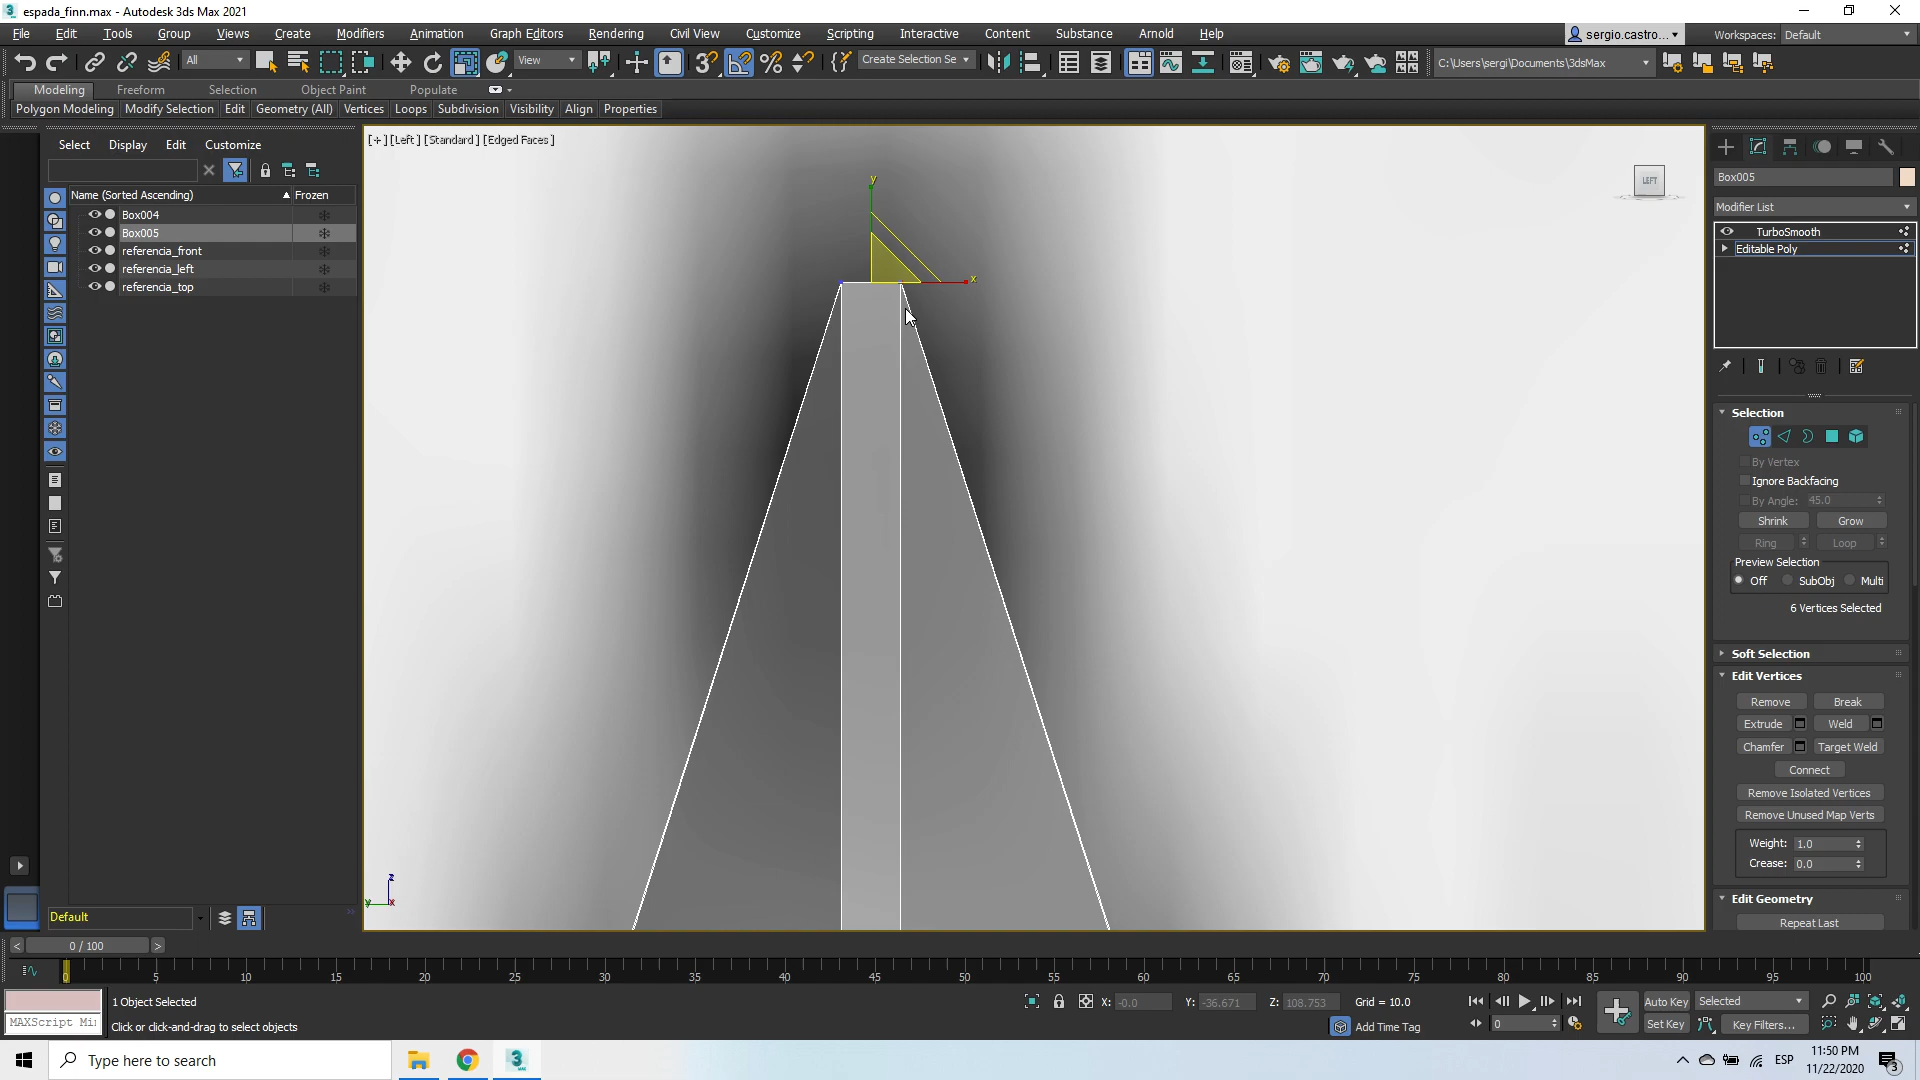 espada_finn.max - Autodesk 3ds Max 2021
File Edit Tools Group Views Create Modifiers Animation Graph Editors Rendering Civil View Customize Scripting Interactive Content Substance Arnold Help
sergio.castro... Workspaces: Default
All View Create Selection Se C:\Users\sergi\Documents\3dsMax
Modeling Freeform Selection Object Paint Populate
Polygon Modeling Modify Selection Edit Geometry (All) Vertices Loops Subdivision Visibility Align Properties
Select Display Edit Customize
Name (Sorted Ascending) Frozen
Box004
Box005
referencia_front
referencia_left
referencia_top
[+] [Left] [Standard] [Edged Faces]
y
x
LEFT
z
y x
Box005
Modifier List
TurboSmooth
Editable Poly
Selection
By Vertex
Ignore Backfacing
By Angle: 45.0
Shrink Grow
Ring Loop
Preview Selection
Off SubObj Multi
6 Vertices Selected
Soft Selection
Edit Vertices
Remove Break
Extrude Weld
Chamfer Target Weld
Connect
Remove Isolated Vertices
Remove Unused Map Verts
Weight: 1.0
Crease: 0.0
Edit Geometry
Repeat Last
Default
< 0 / 100 >
0 5 10 15 20 25 30 35 40 45 50 55 60 65 70 75 80 85 90 95 100
1 Object Selected
X: -0.0 Y: -36.671 Z: 108.753 Grid = 10.0
Auto Key Selected
MAXScript Mi
Click or click-and-drag to select objects
Add Time Tag
0
Set Key Key Filters...
Type here to search
ESP
11:50 PM
11/22/2020
3